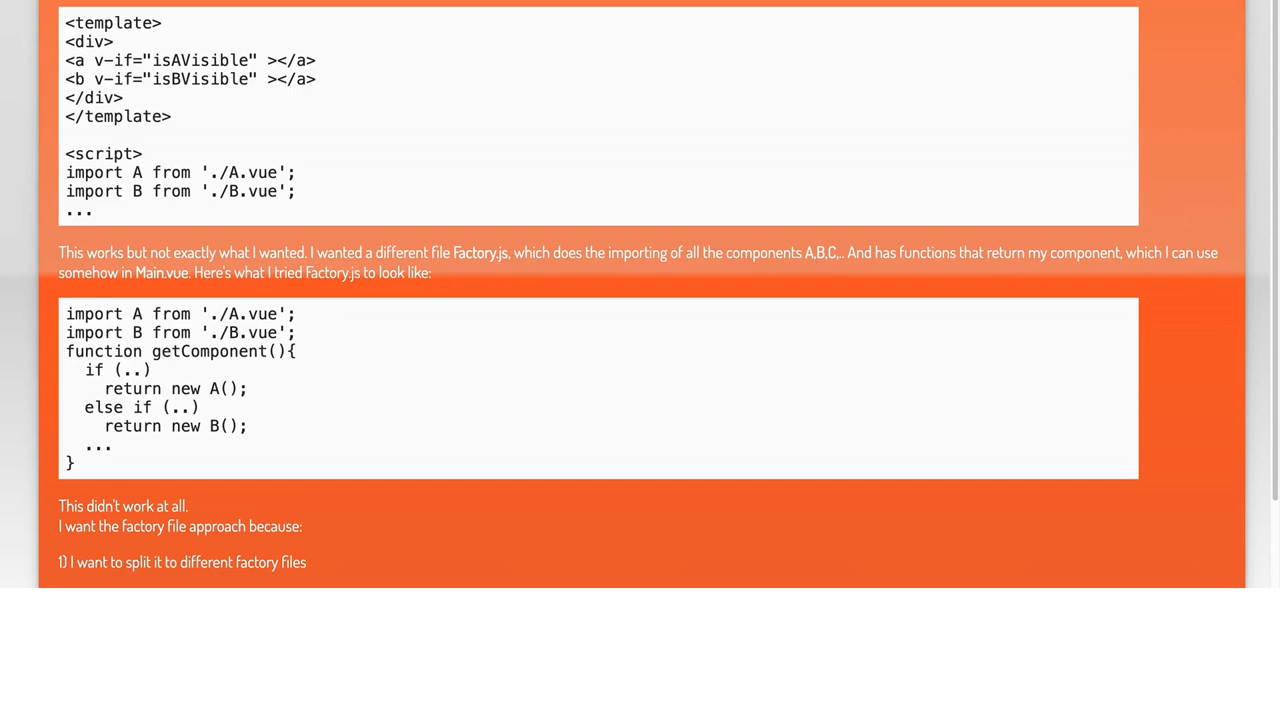 <template>
<div>
<a v-if="isAVisible" ></a>
<b v-if="isBVisible" ></a>
</div>
</template>
<script>
import A from './A.vue';
import B from './B.vue';
...
This works but not exactly what I wanted. I wanted a different file Factory.js, which does the importing of all the components A,B,C,.. And has functions that return my component, which I can use
somehow in Main.vue. Here's what I tried Factory.js to look like:
import A from './A.vue';
import B from './B.vue';
function getComponent(){
if (..)
return new A();
else if (..)
return new B();
...
}
This didn't work at all.
I want the factory file approach because:
1) I want to split it to different factory files